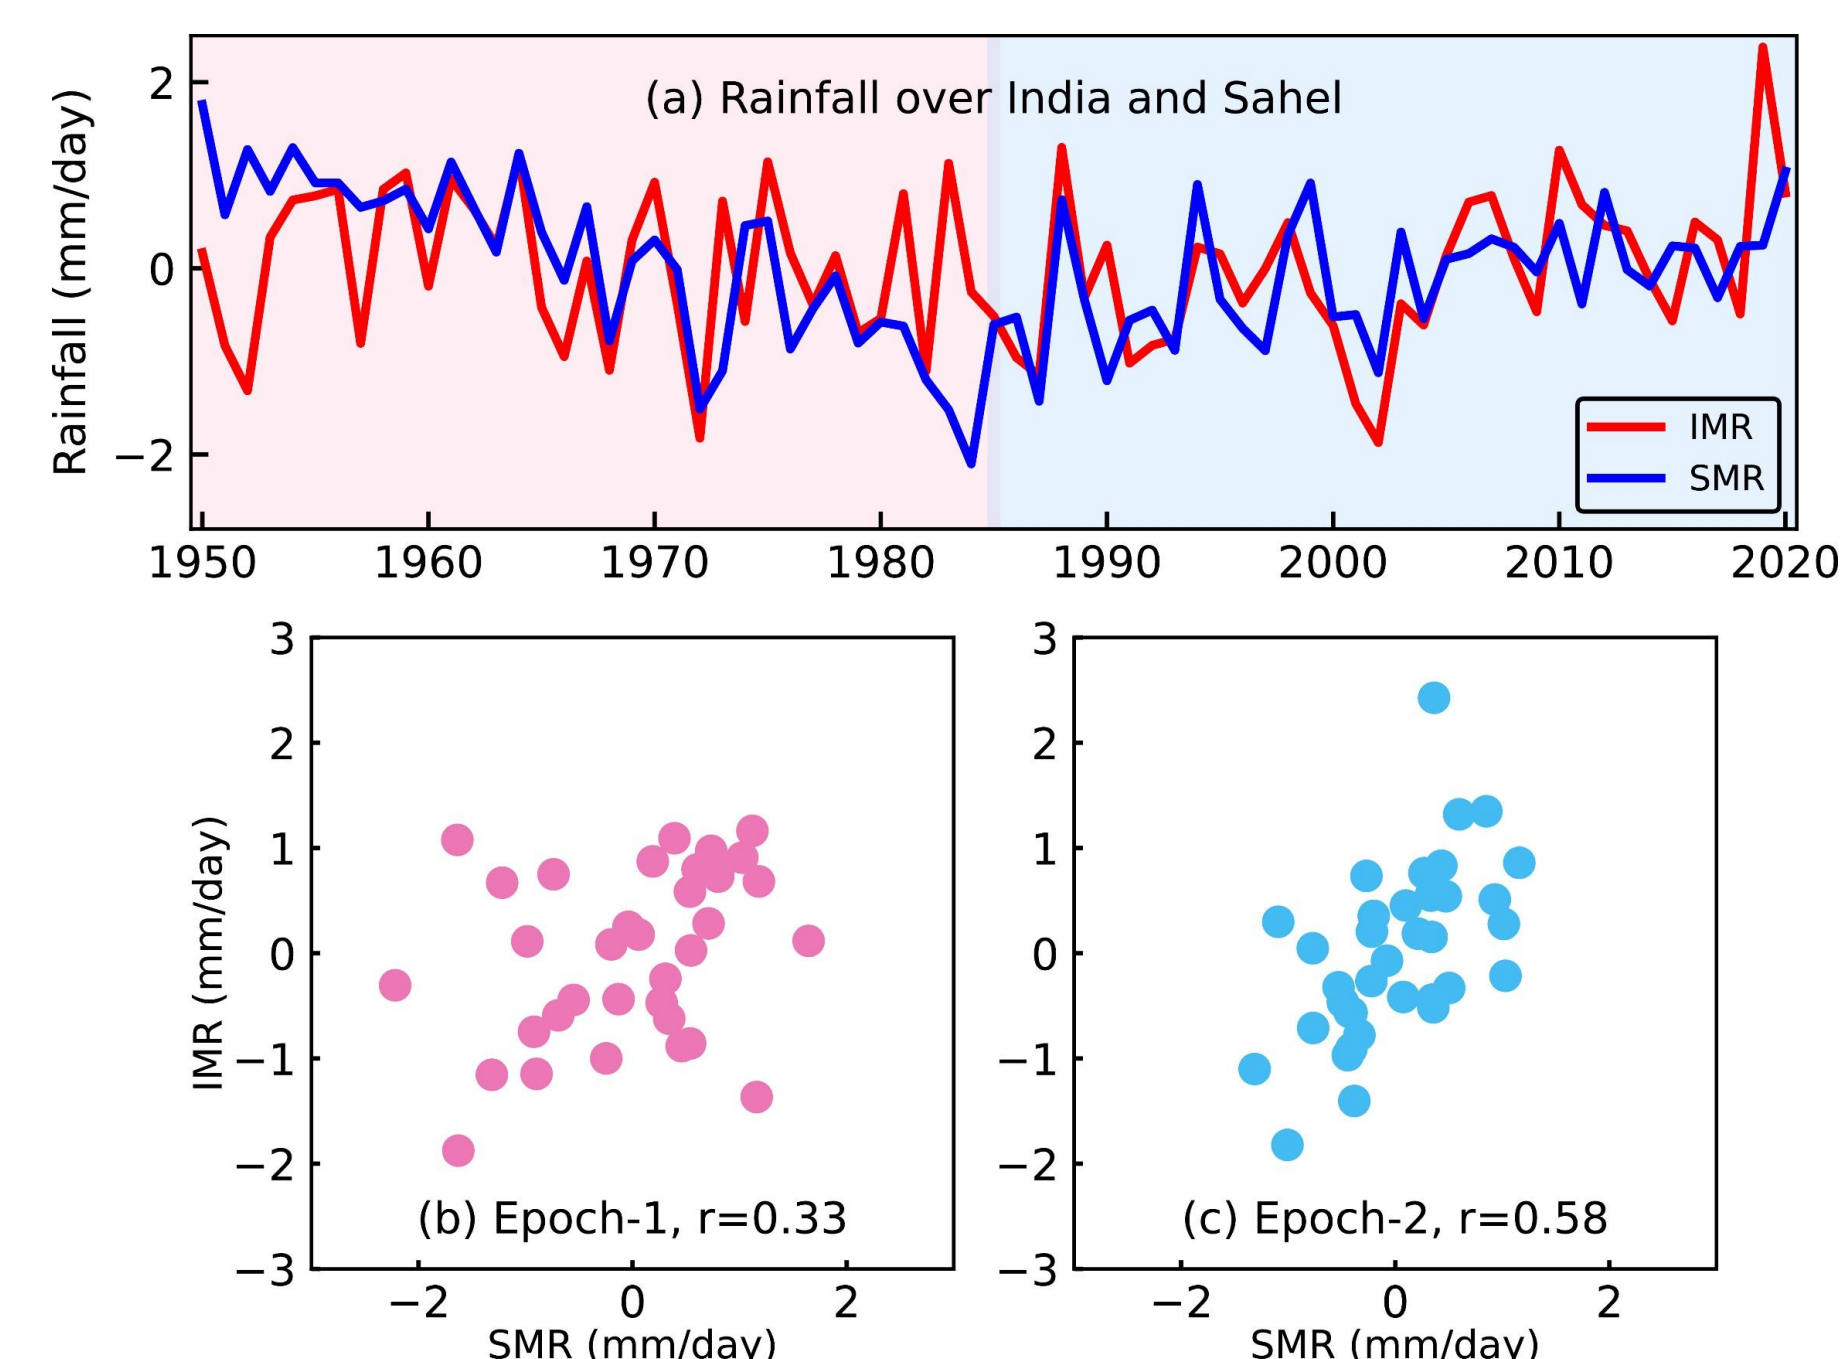 (a) Rainfall over India and Sahel
Rainfall (mm/day)
2
0
−2
IMR
SMR
1950 1960 1970 1980 1990 2000 2010 2020
IMR (mm/day)
3
2
1
0
−1
−2
−3
(b) Epoch-1, r=0.33
−2 0 2
SMR (mm/day)
3
2
1
0
−1
−2
−3
(c) Epoch-2, r=0.58
−2 0 2
SMR (mm/day)